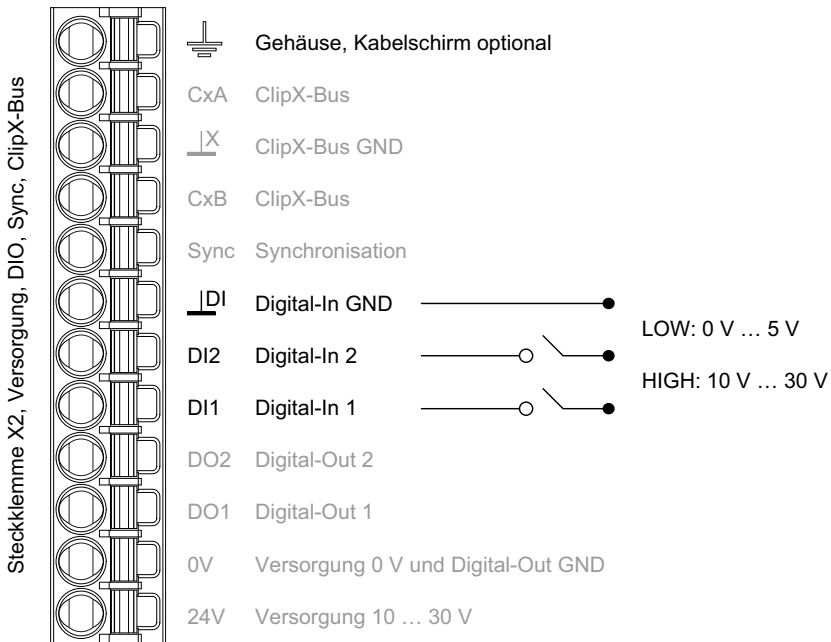 Steckklemme X2, Versorgung, DIO, Sync, ClipX-Bus
Gehäuse, Kabelschirm optional
CxA ClipX-Bus
X ClipX-Bus GND
CxB ClipX-Bus
Sync Synchronisation
DI Digital-In GND
LOW: 0 V … 5 V
DI2 Digital-In 2
HIGH: 10 V … 30 V
DI1 Digital-In 1
DO2 Digital-Out 2
DO1 Digital-Out 1
0V Versorgung 0 V und Digital-Out GND
24V Versorgung 10 … 30 V